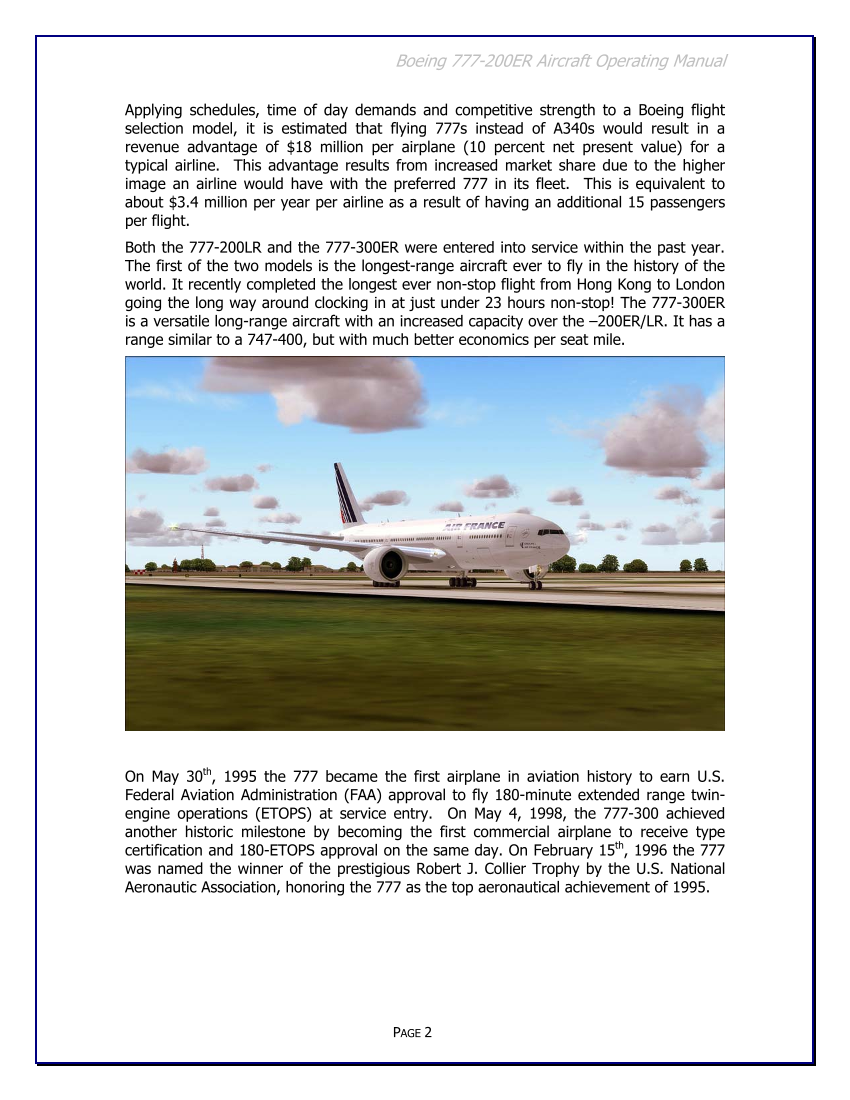 Boeing 777-200ER Aircraft Operating Manual
Applying schedules, time of day demands and competitive strength to a Boeing flight
selection model, it is estimated that flying 777s instead of A340s would result in a
revenue advantage of $18 million per airplane (10 percent net present value) for a
typical airline.  This advantage results from increased market share due to the higher
image an airline would have with the preferred 777 in its fleet.  This is equivalent to
about $3.4 million per year per airline as a result of having an additional 15 passengers
per flight.
Both the 777-200LR and the 777-300ER were entered into service within the past year.
The first of the two models is the longest-range aircraft ever to fly in the history of the
world. It recently completed the longest ever non-stop flight from Hong Kong to London
going the long way around clocking in at just under 23 hours non-stop! The 777-300ER
is a versatile long-range aircraft with an increased capacity over the –200ER/LR. It has a
range similar to a 747-400, but with much better economics per seat mile.
AIR FRANCE
On May 30th, 1995 the 777 became the first airplane in aviation history to earn U.S.
Federal Aviation Administration (FAA) approval to fly 180-minute extended range twin-
engine operations (ETOPS) at service entry.  On May 4, 1998, the 777-300 achieved
another historic milestone by becoming the first commercial airplane to receive type
certification and 180-ETOPS approval on the same day. On February 15th, 1996 the 777
was named the winner of the prestigious Robert J. Collier Trophy by the U.S. National
Aeronautic Association, honoring the 777 as the top aeronautical achievement of 1995.
PAGE 2